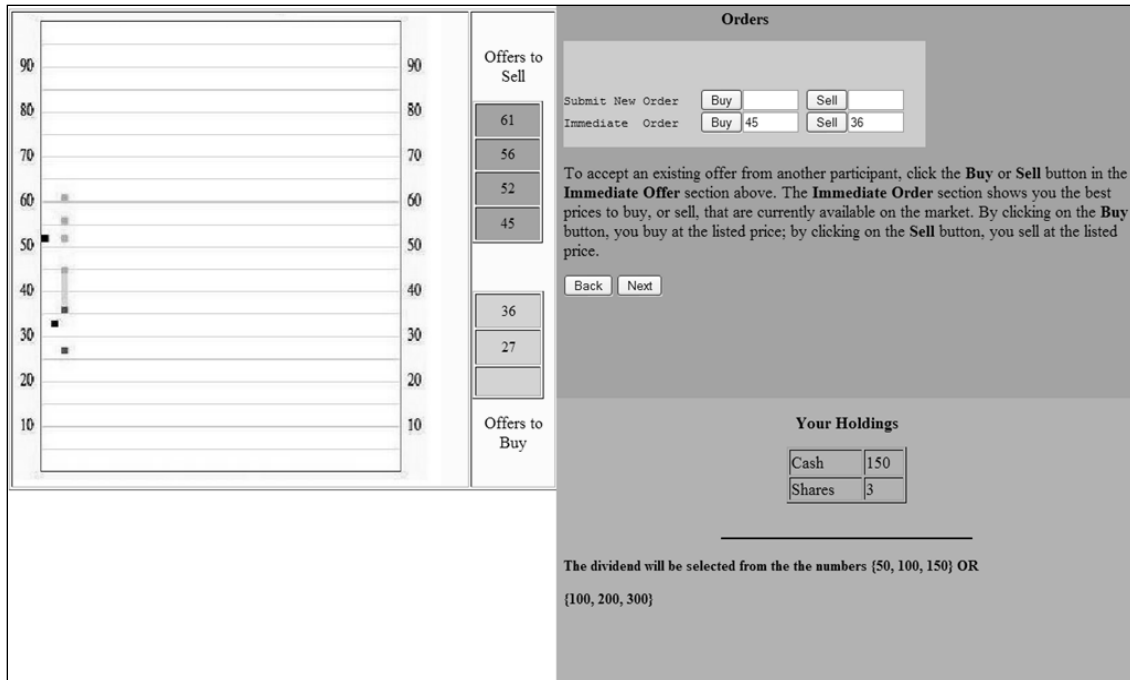 90
80
70
60
50
40
30
20
10
90
80
70
60
50
40
30
20
10
Offers to
Sell
61
56
52
45
36
27
Offers to
Buy
Orders
Submit New Order Buy Sell
Immediate Order Buy 45 Sell 36
To accept an existing offer from another participant, click the Buy or Sell button in the
Immediate Offer section above. The Immediate Order section shows you the best
prices to buy, or sell, that are currently available on the market. By clicking on the Buy
button, you buy at the listed price; by clicking on the Sell button, you sell at the listed
price.
Back Next
Your Holdings
Cash 150
Shares 3
The dividend will be selected from the the numbers {50, 100, 150} OR
{100, 200, 300}